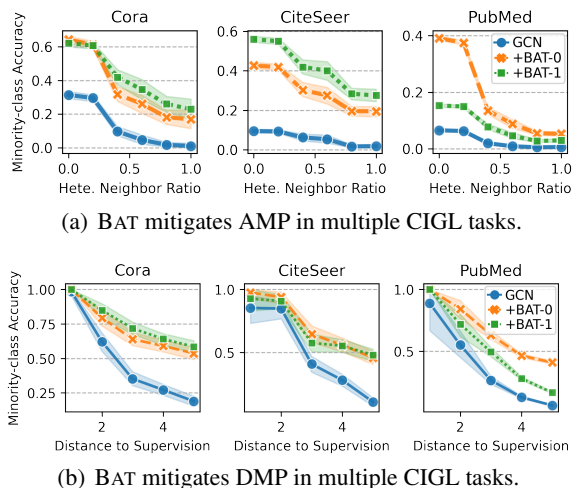 (a) Cora CiteSeer PubMed
Minority-class Accuracy
0.6
0.4
0.2
0.0
0.6
0.4
0.2
0.0
0.4
0.2
0.0
GCN
+BAT-0
+BAT-1
0.0 0.5 1.0 0.0 0.5 1.0 0.0 0.5 1.0
Hete. Neighbor Ratio Hete. Neighbor Ratio Hete. Neighbor Ratio
(a) BAT mitigates AMP in multiple CIGL tasks.
(b) Cora CiteSeer PubMed
Minority-class Accuracy
1.00
0.75
0.50
0.25
1.0
0.5
1.0
0.5
GCN
+BAT-0
+BAT-1
2 4 2 4 2 4
Distance to Supervision Distance to Supervision Distance to Supervision
(b) BAT mitigates DMP in multiple CIGL tasks.